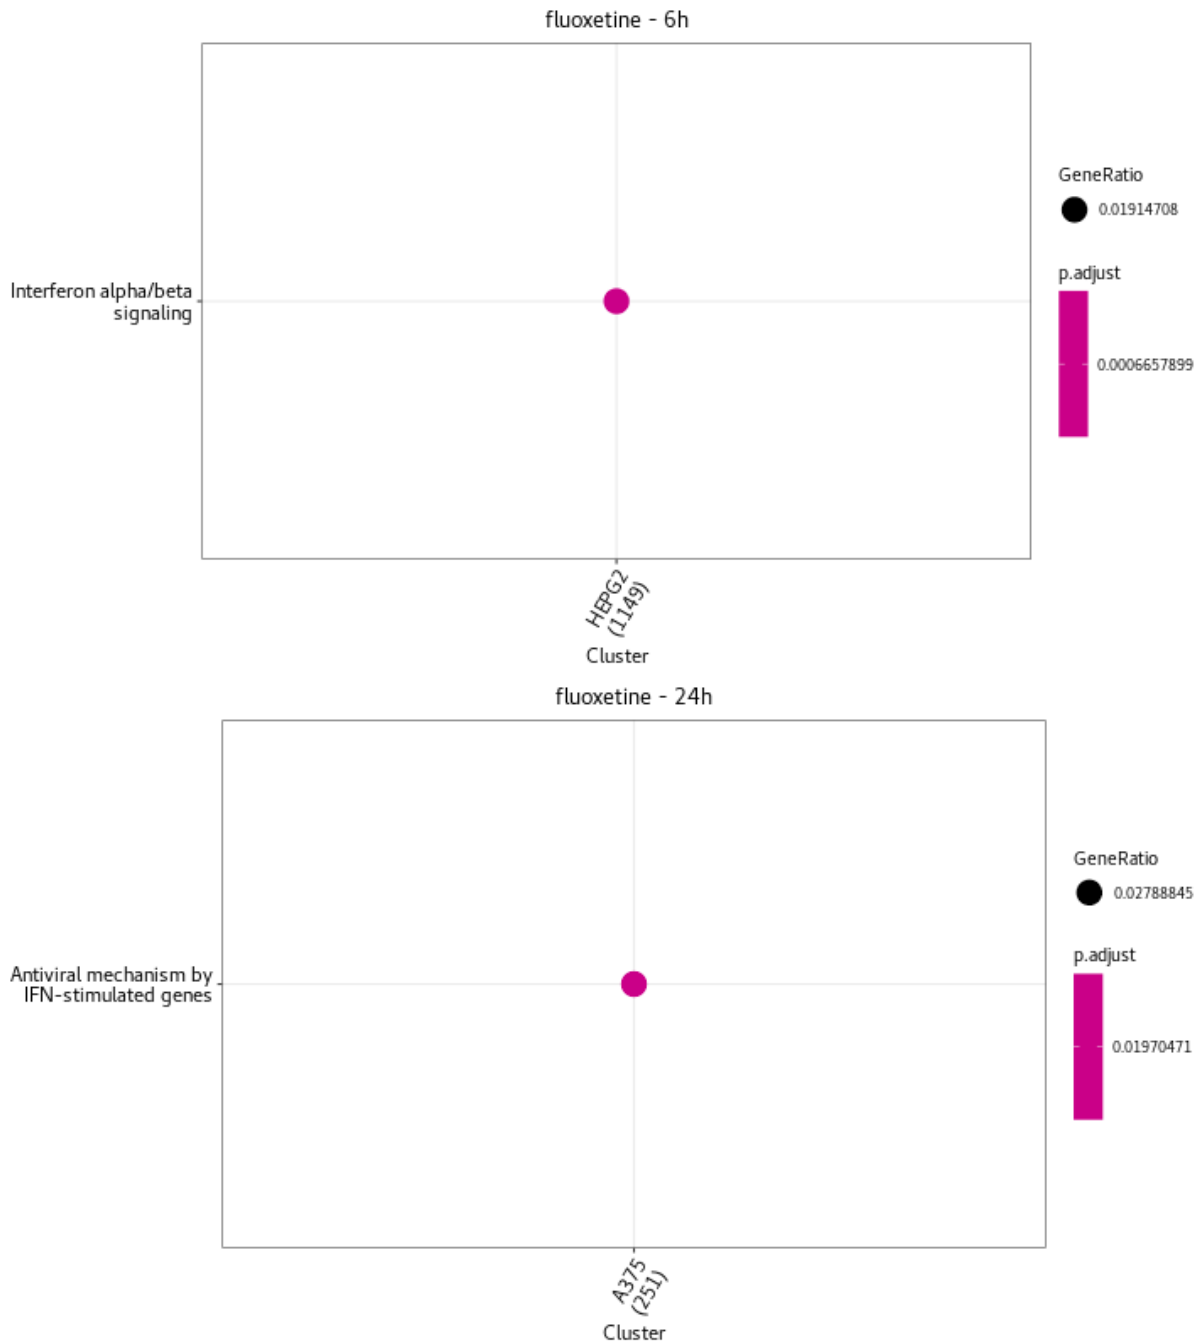 fluoxetine - 6h
Interferon alpha/beta
signaling
GeneRatio
0.01914708
p.adjust
0.0006657899
HEPG2
(1149)
Cluster
fluoxetine - 24h
Antiviral mechanism by
IFN-stimulated genes
GeneRatio
0.02788845
p.adjust
0.01970471
A375
(251)
Cluster